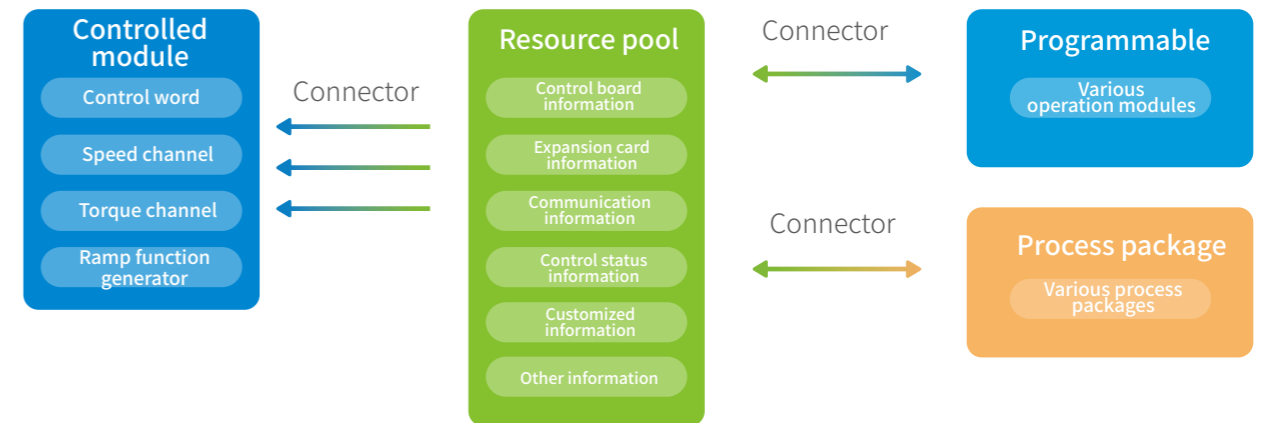 Controlled
module
Control word
Speed channel
Torque channel
Ramp function
generator
Connector
Resource pool
Control board
information
Expansion card
information
Communication
information
Control status
information
Customized
information
Other information
Connector
Programmable
Various
operation modules
Connector
Process package
Various process
packages